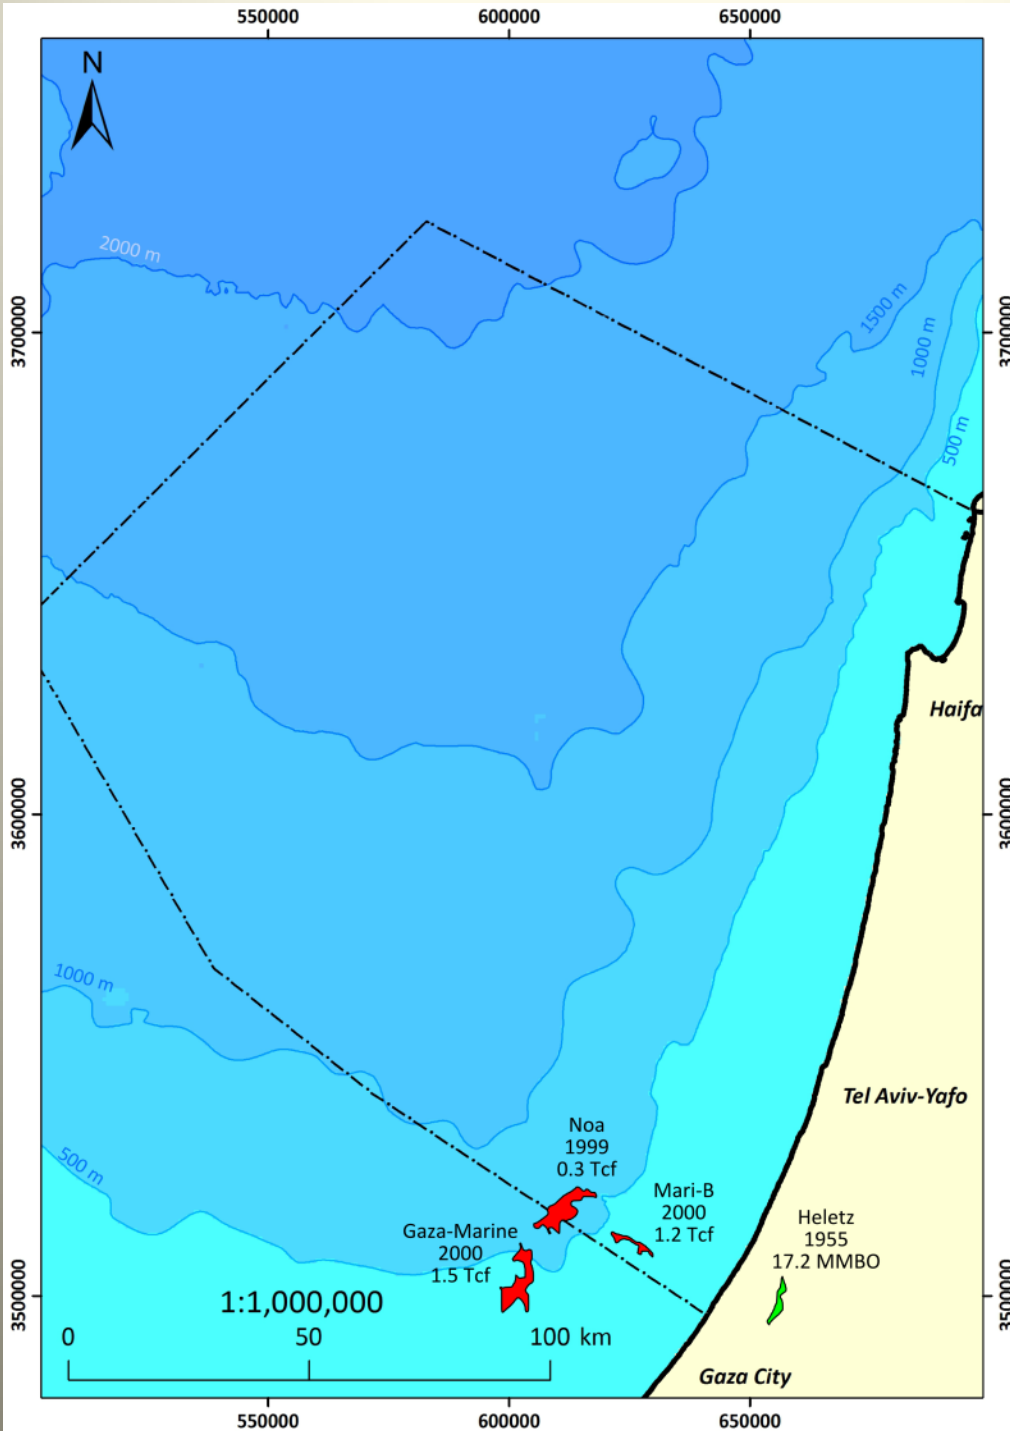 550000 600000 650000
N
2000 m
1500 m
3700000 3700000
1000 m
500 m
Haifa
3600000 3600000
1000 m
Tel Aviv-Yafo
Noa
1999
0.3 Tcf
500 m
Mari-B
2000
1.2 Tcf
Heletz
1955
17.2 MMBO
Gaza-Marine
2000
1.5 Tcf
3500000 3500000
1:1,000,000
0 50 100 km
Gaza City
550000 600000 650000